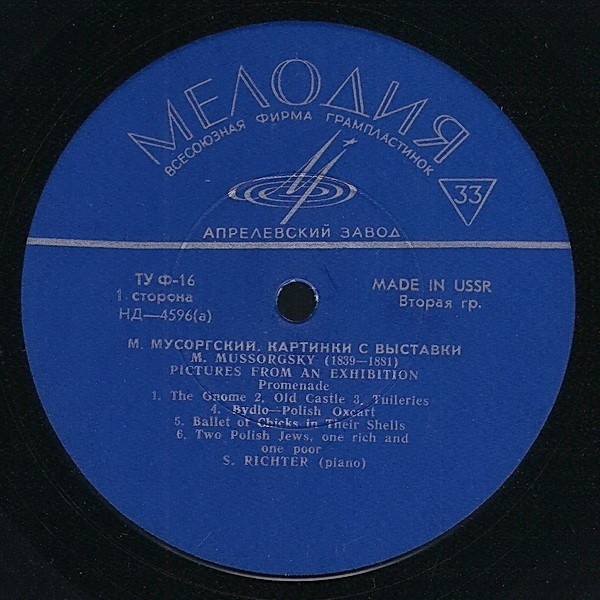 МЕЛОДИЯ
ВСЕСОЮЗНАЯ ФИРМА ГРАМПЛАСТИНОК
33
АПРЕЛЕВСКИЙ ЗАВОД
ТУ Ф-16
1 сторона
НД—4596(а)
MADE IN USSR
Вторая гр.
М. МУСОРГСКИЙ. КАРТИНКИ С ВЫСТАВКИ
M. MUSSORGSKY (1839—1881)
PICTURES FROM AN EXHIBITION
Promenade
1. The Gnome 2. Old Castle 3. Tuileries
4. Bydlo—Polish Oxcart
5. Ballet of Chicks in Their Shells
6. Two Polish Jews, one rich and
one poor
S. RICHTER (piano)